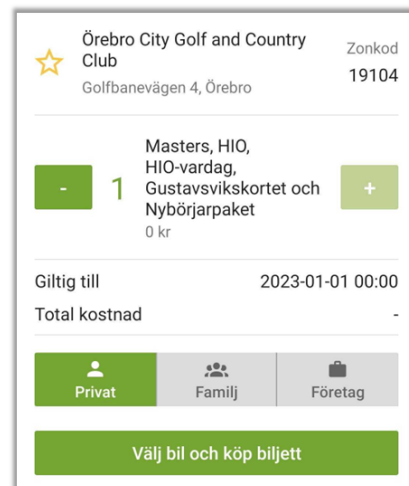 Örebro City Golf and Country
Club
Golfbanevägen 4, Örebro
Zonkod
19104
-
1
Masters, HIO,
HIO-vardag,
Gustavsvikskortet och
Nybörjarpaket
0 kr
+
Giltig till 2023-01-01 00:00
Total kostnad -
Privat Familj Företag
Välj bil och köp biljett